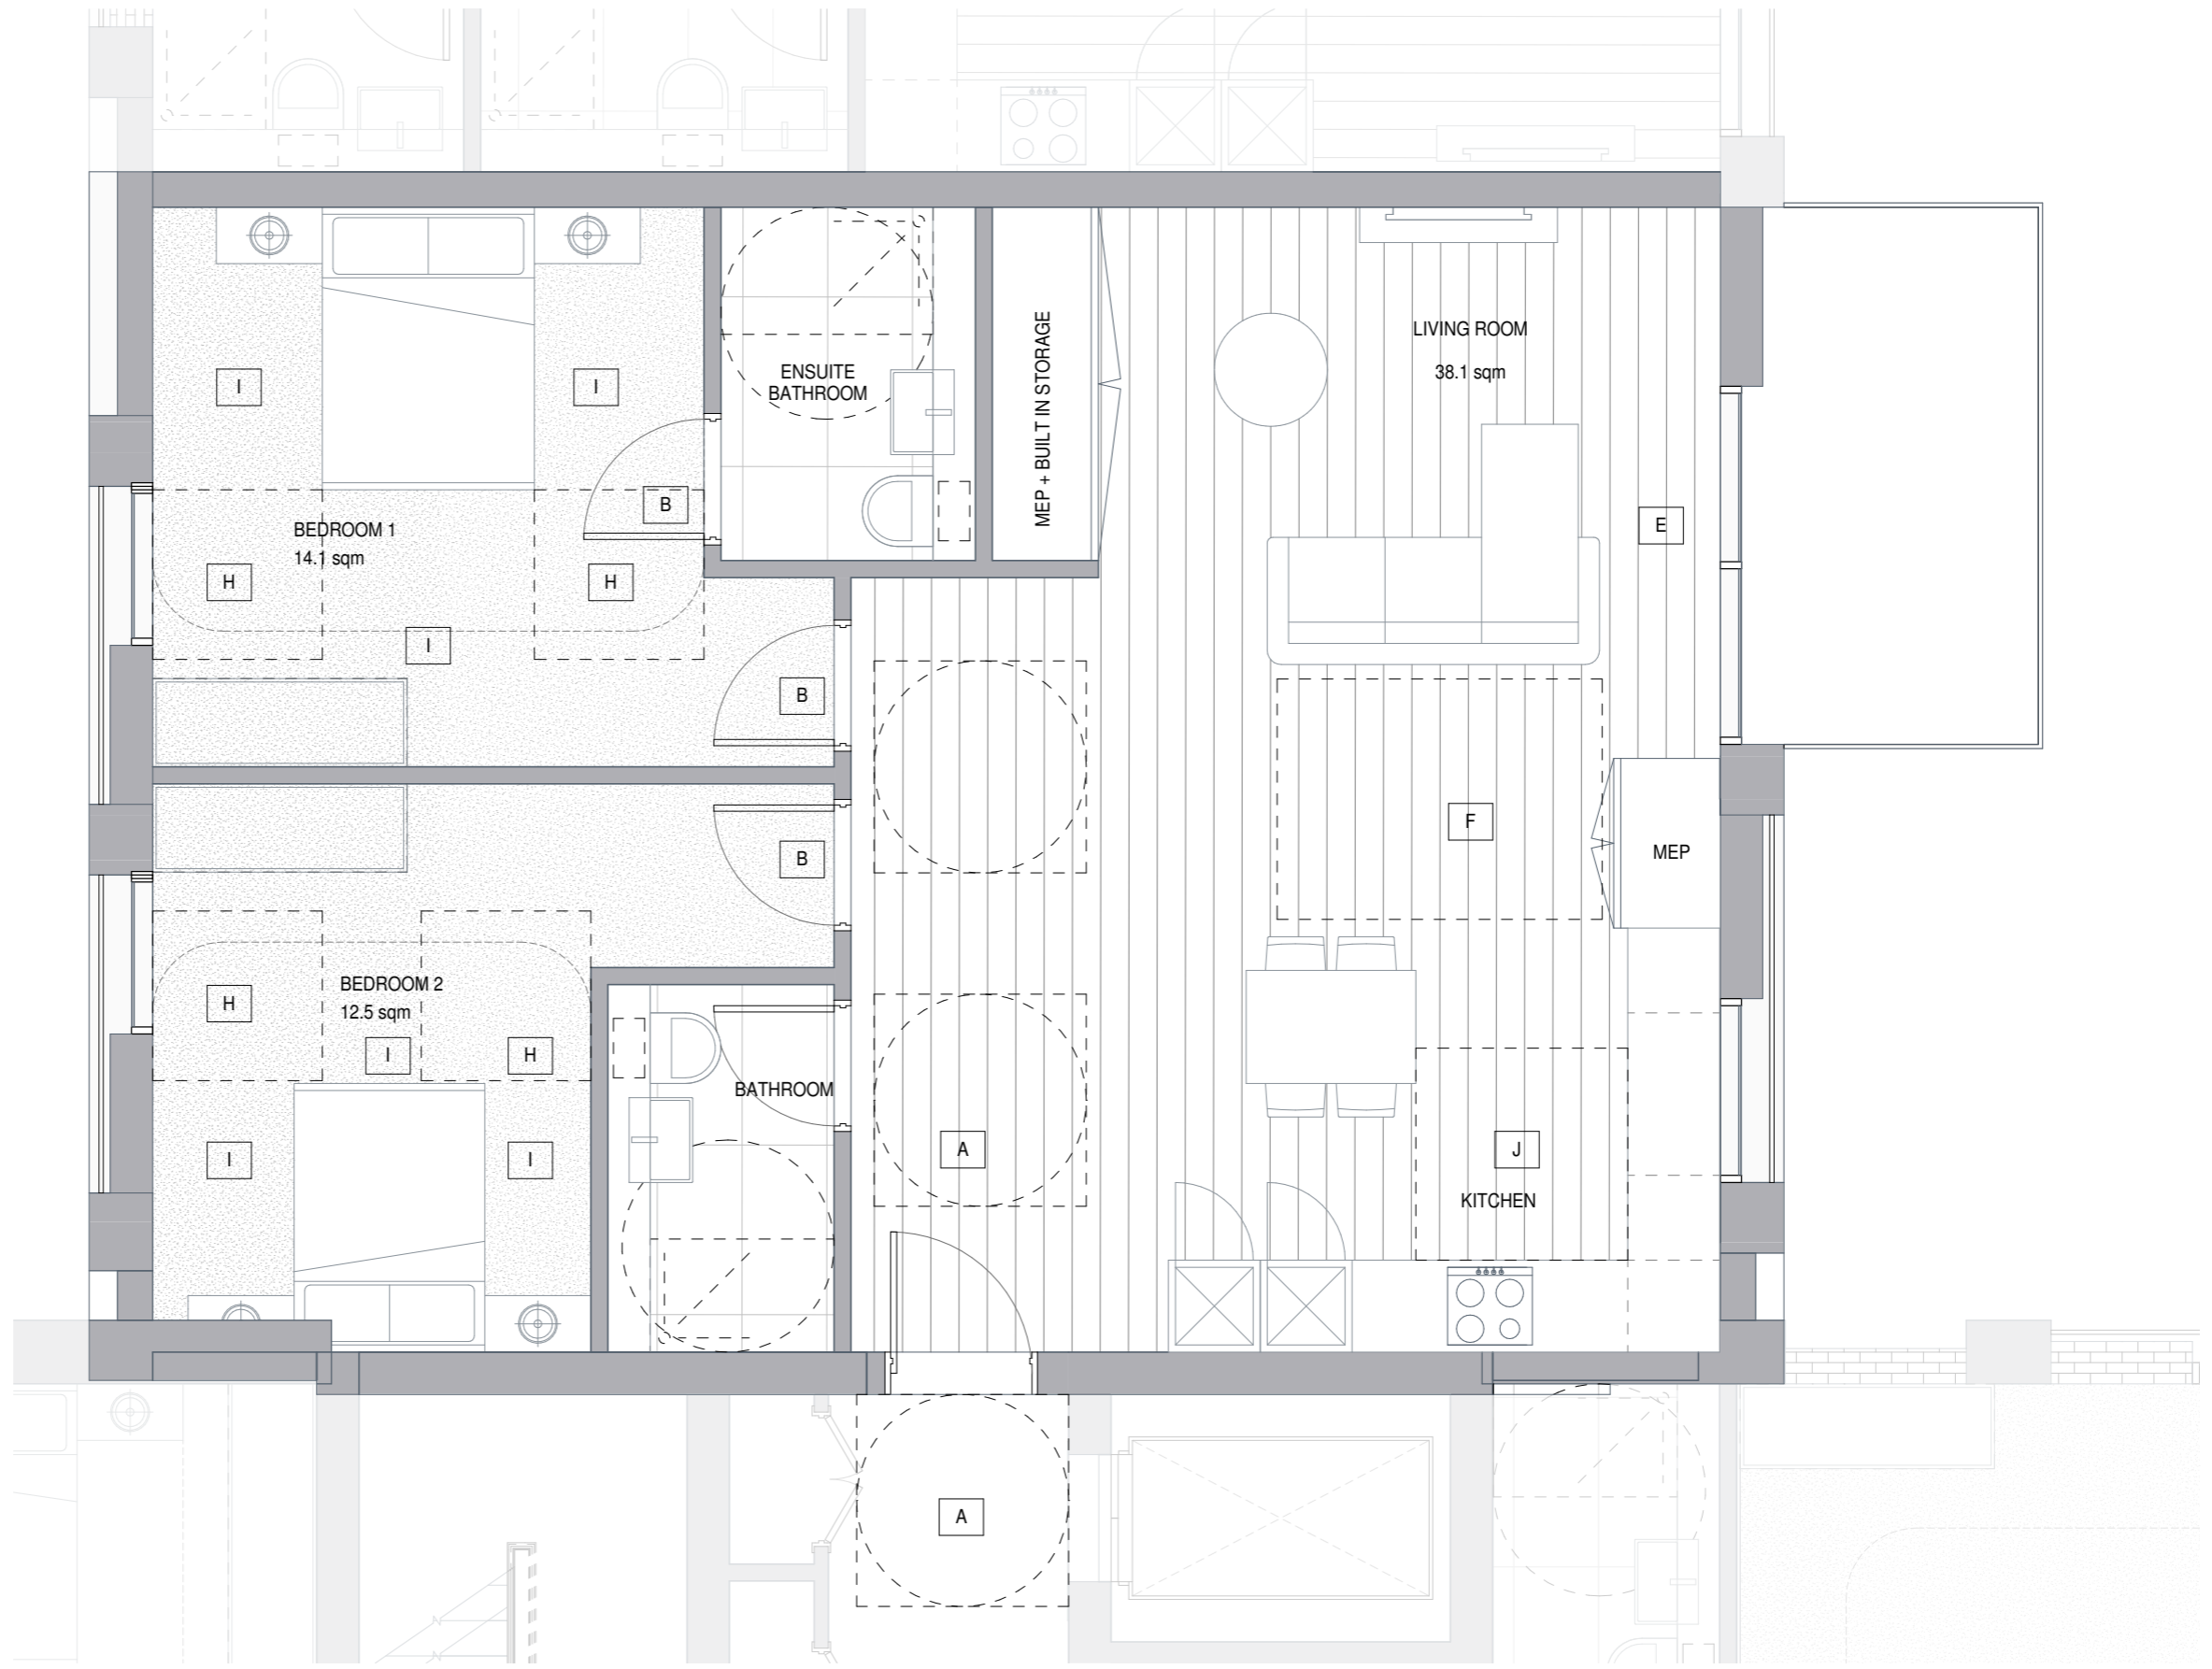 LIVING ROOM
38.1 sqm
ENSUITE
BATHROOM
MEP + BUILT IN STORAGE
I
I
B
E
BEDROOM 1
14.1 sqm
H
H
I
B
F
MEP
B
BEDROOM 2
12.5 sqm
H
I
H
BATHROOM
I
I
A
J
KITCHEN
A